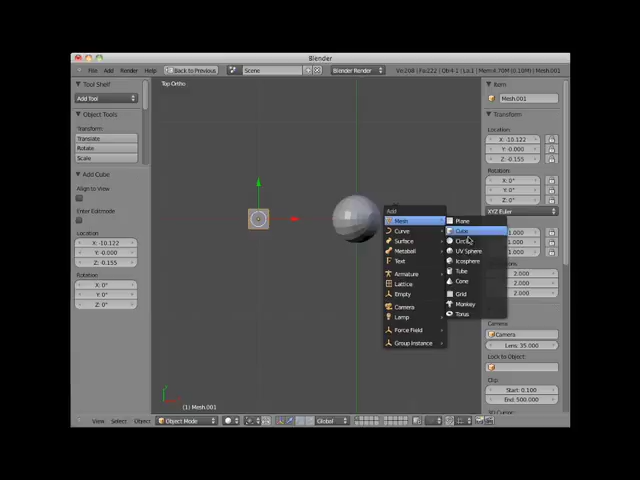 Blender
File Add Render Help
Back to Previous
Scene
Blender Render
Ve:208 | Fa:222 | Ob:4-1 | La:1 | Mem:4.70M (0.10M) | Mesh.001
Tool Shelf
Add Tool
Object Tools
Transform
Translate
Rotate
Scale
Add Cube
Align to View
Enter Editmode
Location
X: -10.122
Y: -0.000
Z: -0.155
Rotation
X: 0°
Y: 0°
Z: 0°
Top Ortho
(1) Mesh.001
Add
Mesh
Curve
Surface
Metaball
Text
Armature
Lattice
Empty
Camera
Lamp
Force Field
Group Instance
Plane
Cube
Circle
UV Sphere
Icosphere
Tube
Cone
Grid
Monkey
Torus
Item
Mesh.001
Transform
Location:
X: -10.122
Y: -0.000
Z: -0.155
Rotation:
X: 0°
Y: 0°
Z: 0°
XYZ Euler
1.000
1.000
1.000
2.000
2.000
2.000
Camera:
Camera
Lens: 35.000
Lock to Object:
Clip:
Start: 0.100
End: 500.000
3D Cursor:
View Select Object
Object Mode
Global